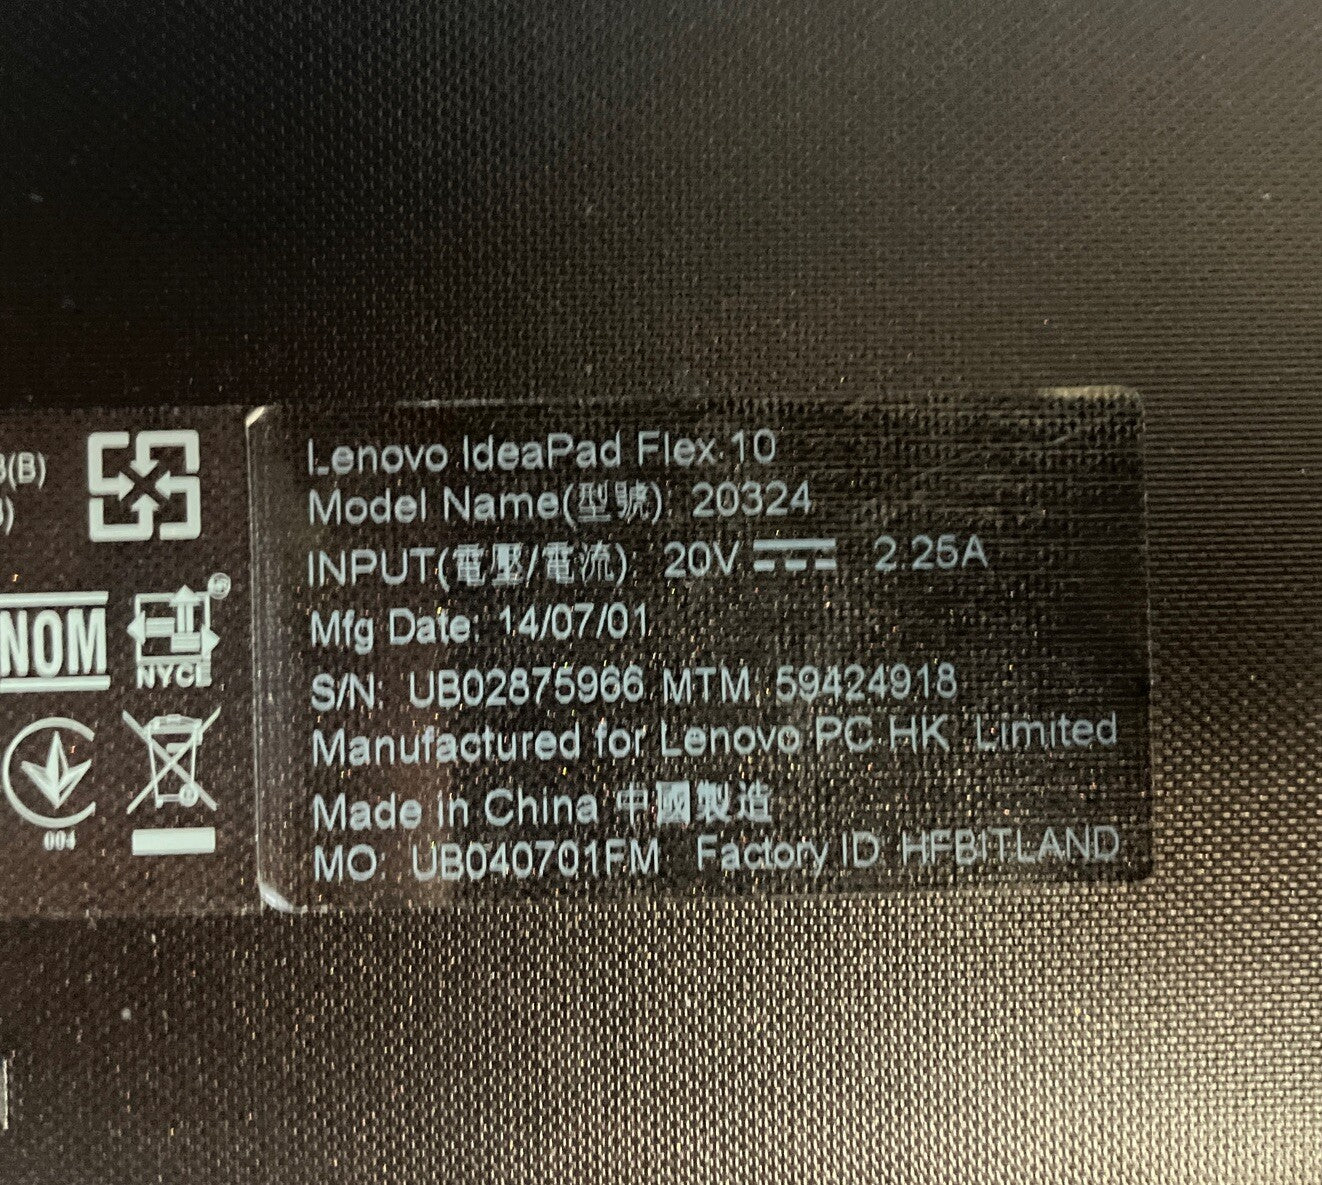 Lenovo IdeaPad Flex 10
Model Name(型號): 20324
INPUT(電壓/電流): 20V 2.25A
Mfg Date: 14/07/01
S/N: UB02875966 MTM: 59424918
Manufactured for Lenovo PC HK Limited
Made in China 中國製造
MO: UB040701FM Factory ID: HFBITLAND
(B)
NOM
NYCE
004